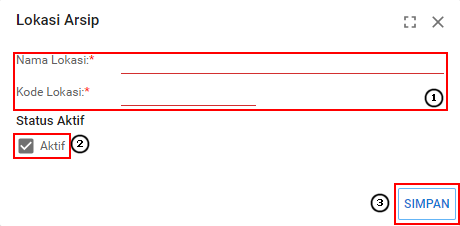 Lokasi Arsip
Nama Lokasi:*
Kode Lokasi:*
1
Status Aktif
Aktif 2
3 SIMPAN